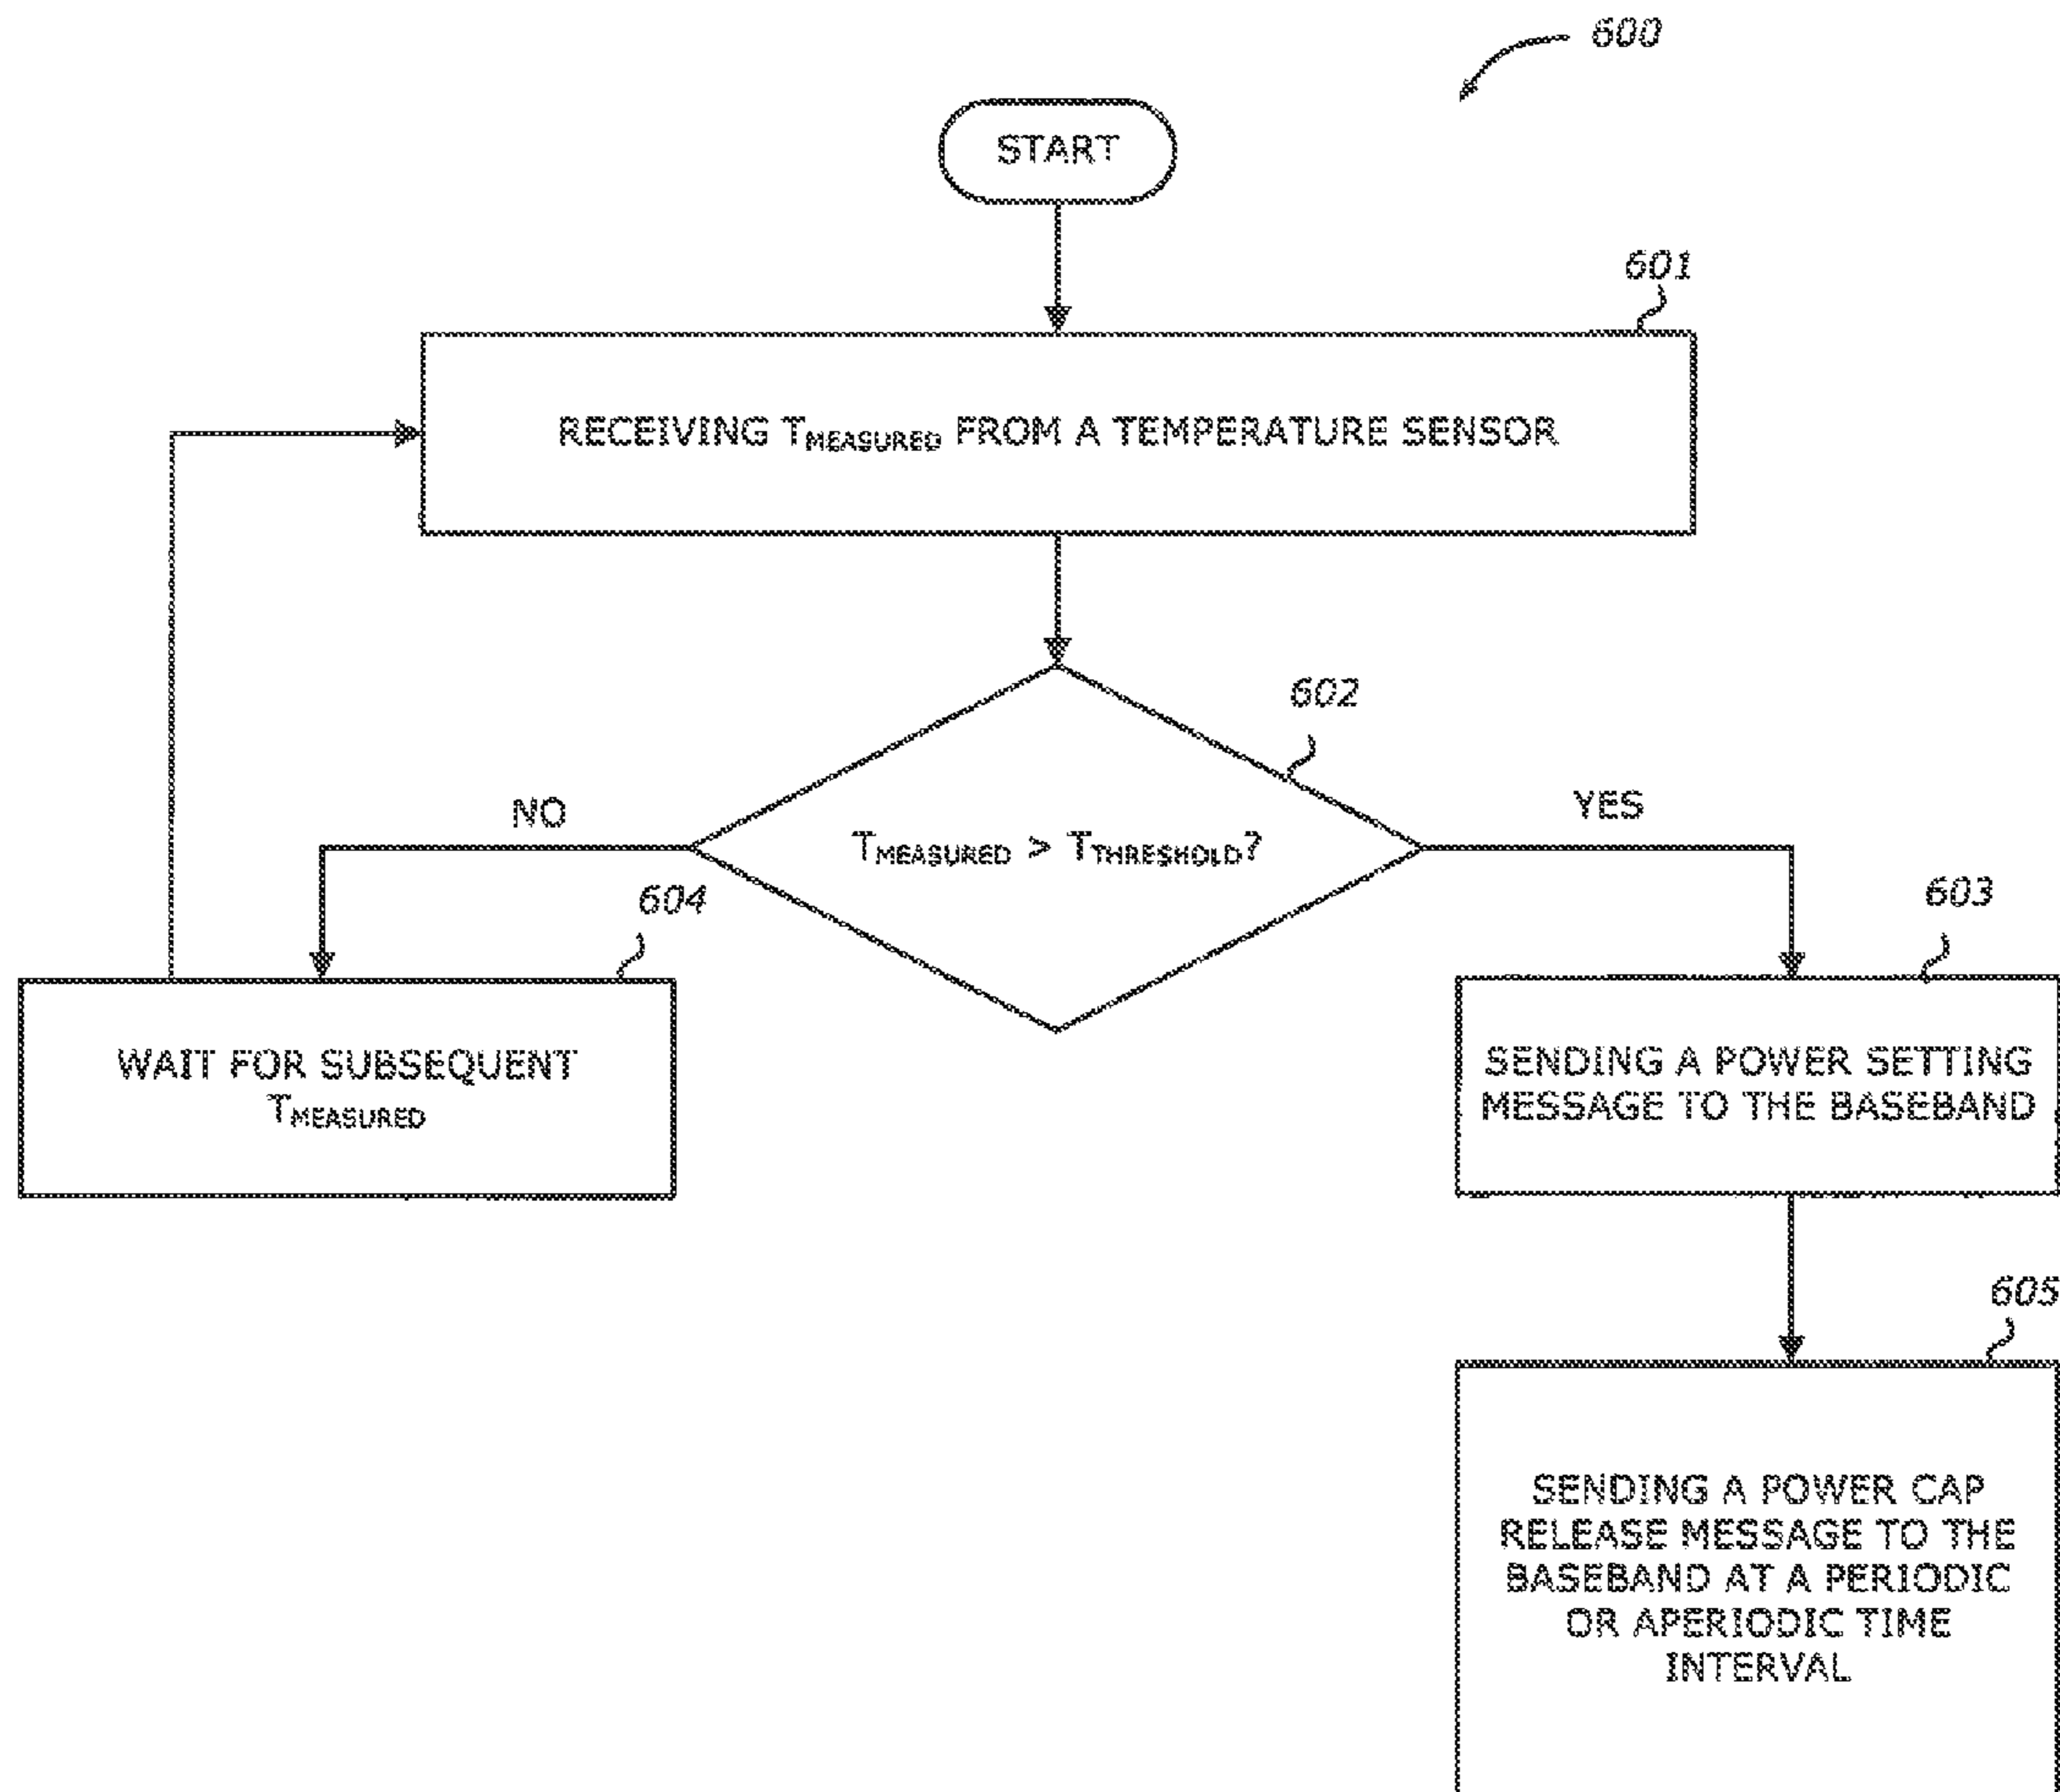 600
START
601
RECEIVING TMEASURED FROM A TEMPERATURE SENSOR
602
NO
YES
TMEASURED > TTHRESHOLD?
604
603
WAIT FOR SUBSEQUENT
TMEASURED
SENDING A POWER SETTING
MESSAGE TO THE BASEBAND
605
SENDING A POWER CAP
RELEASE MESSAGE TO THE
BASEBAND AT A PERIODIC
OR APERIODIC TIME
INTERVAL